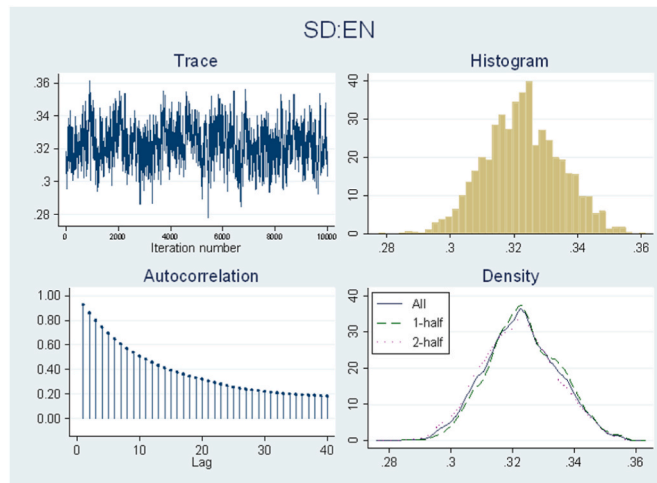 SD:EN
Trace
.36
.34
.32
.3
.28
0 2000 4000 6000 8000 10000
Iteration number
Histogram
40
30
20
10
0
.28 .3 .32 .34 .36
Autocorrelation
1.00
0.80
0.60
0.40
0.20
0.00
0 10 20 30 40
Lag
Density
40
30
20
10
0
All
1-half
2-half
.28 .3 .32 .34 .36